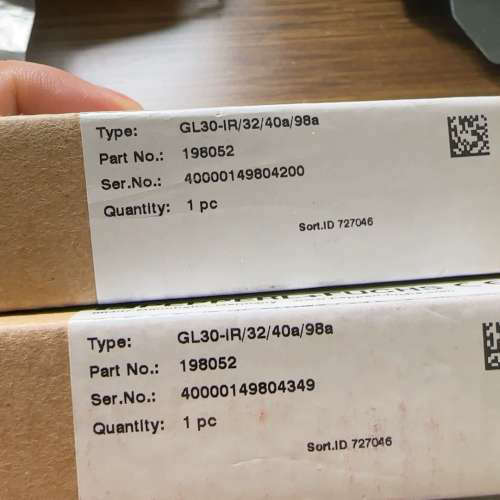 Type: GL30-IR/32/40a/98a
Part No.: 198052
Ser.No.: 40000149804200
Quantity: 1 pc
Sort.ID 727046
Type: GL30-IR/32/40a/98a
Part No.: 198052
Ser.No.: 40000149804349
Quantity: 1 pc
Sort.ID 727046